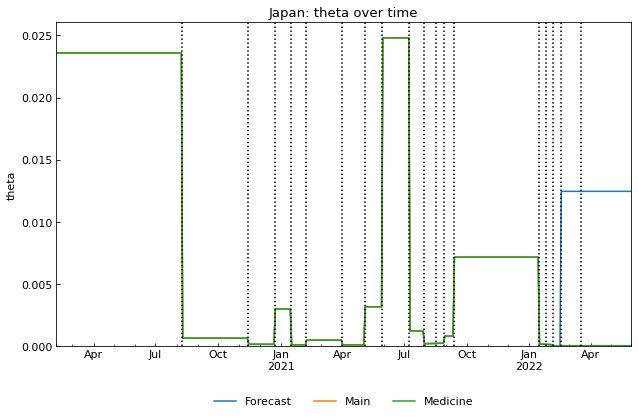 Japan: theta over time
theta
0.025
0.020
0.015
0.010
0.005
0.000
Apr Jul Oct Jan Apr Jul Oct Jan Apr
2021 2022
Forecast Main Medicine